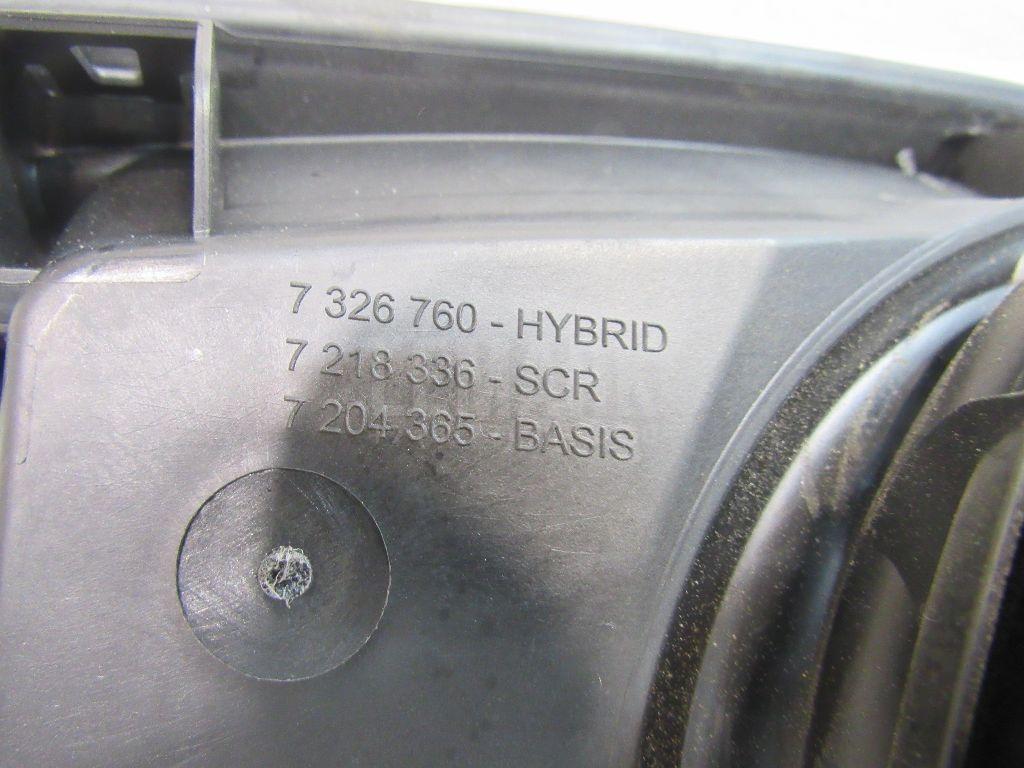 7 326 760 - HYBRID
7 218 336 - SCR
7 204 365 - BASIS